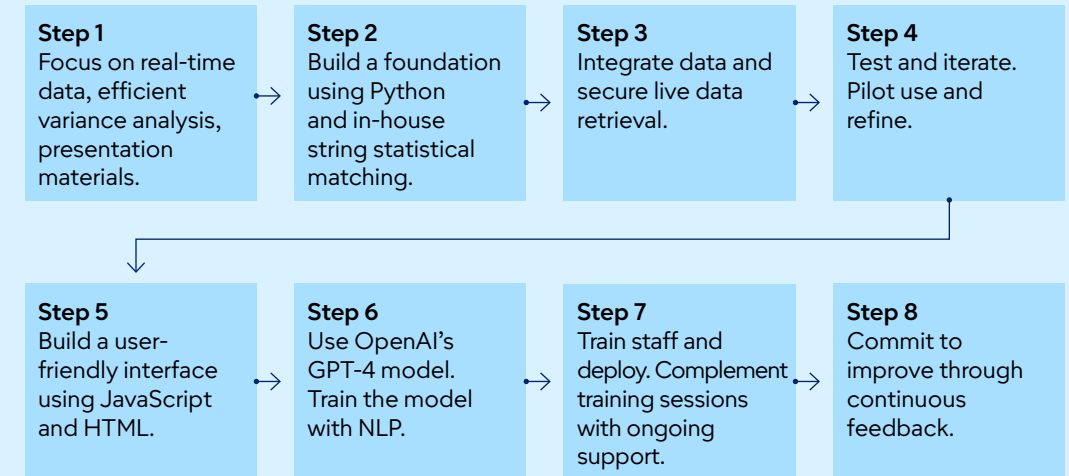 Step 1
Focus on real-time
data, efficient
variance analysis,
presentation
materials.
Step 2
Build a foundation
using Python
and in-house
string statistical
matching.
Step 3
Integrate data and
secure live data
retrieval.
Step 4
Test and iterate.
Pilot use and
refine.
Step 5
Build a user-
friendly interface
using JavaScript
and HTML.
Step 6
Use OpenAI’s
GPT-4 model.
Train the model
with NLP.
Step 7
Train staff and
deploy. Complement
training sessions
with ongoing
support.
Step 8
Commit to
improve through
continuous
feedback.